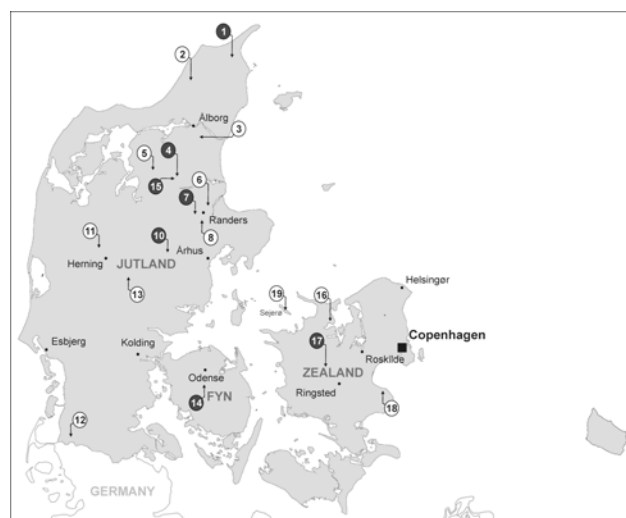 1
2
Ålborg
3
5
4
15
6
7
Randers
8
11
10
Århus
Herning
JUTLAND
13
19
16
Helsingør
Sejerø
17
Copenhagen
Esbjerg
Kolding
Roskilde
Odense
ZEALAND
Ringsted
14
FYN
18
12
GERMANY